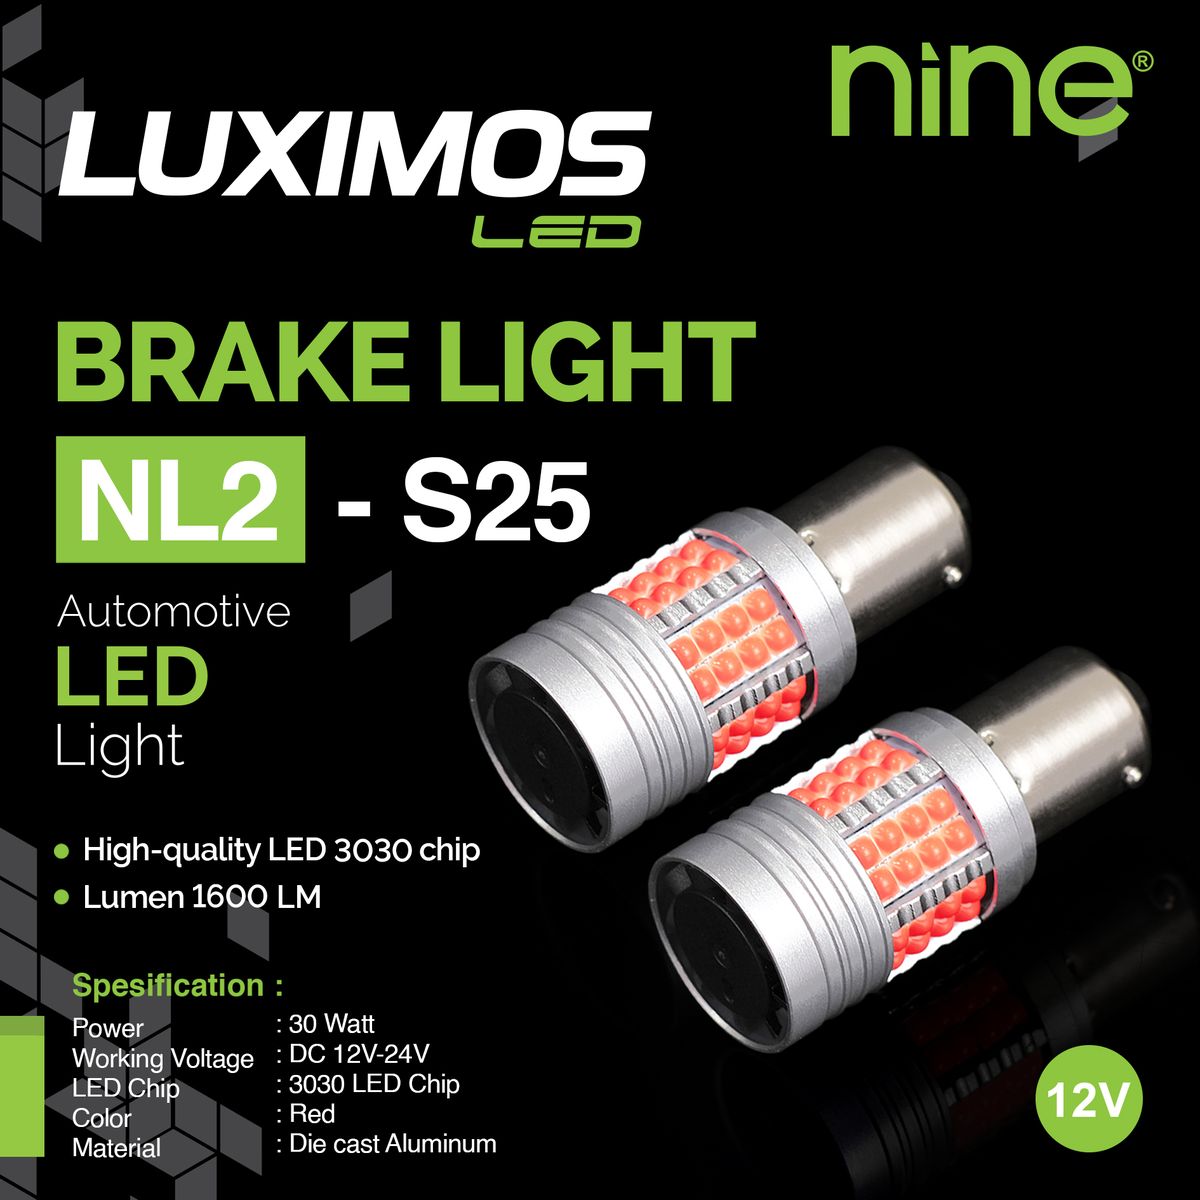 nine®
LUXIMOS
LED
BRAKE LIGHT
NL2 - S25
Automotive
LED
Light
• High-quality LED 3030 chip
• Lumen 1600 LM
Spesification :
Power : 30 Watt
Working Voltage : DC 12V-24V
LED Chip : 3030 LED Chip
Color : Red
Material : Die cast Aluminum
12V